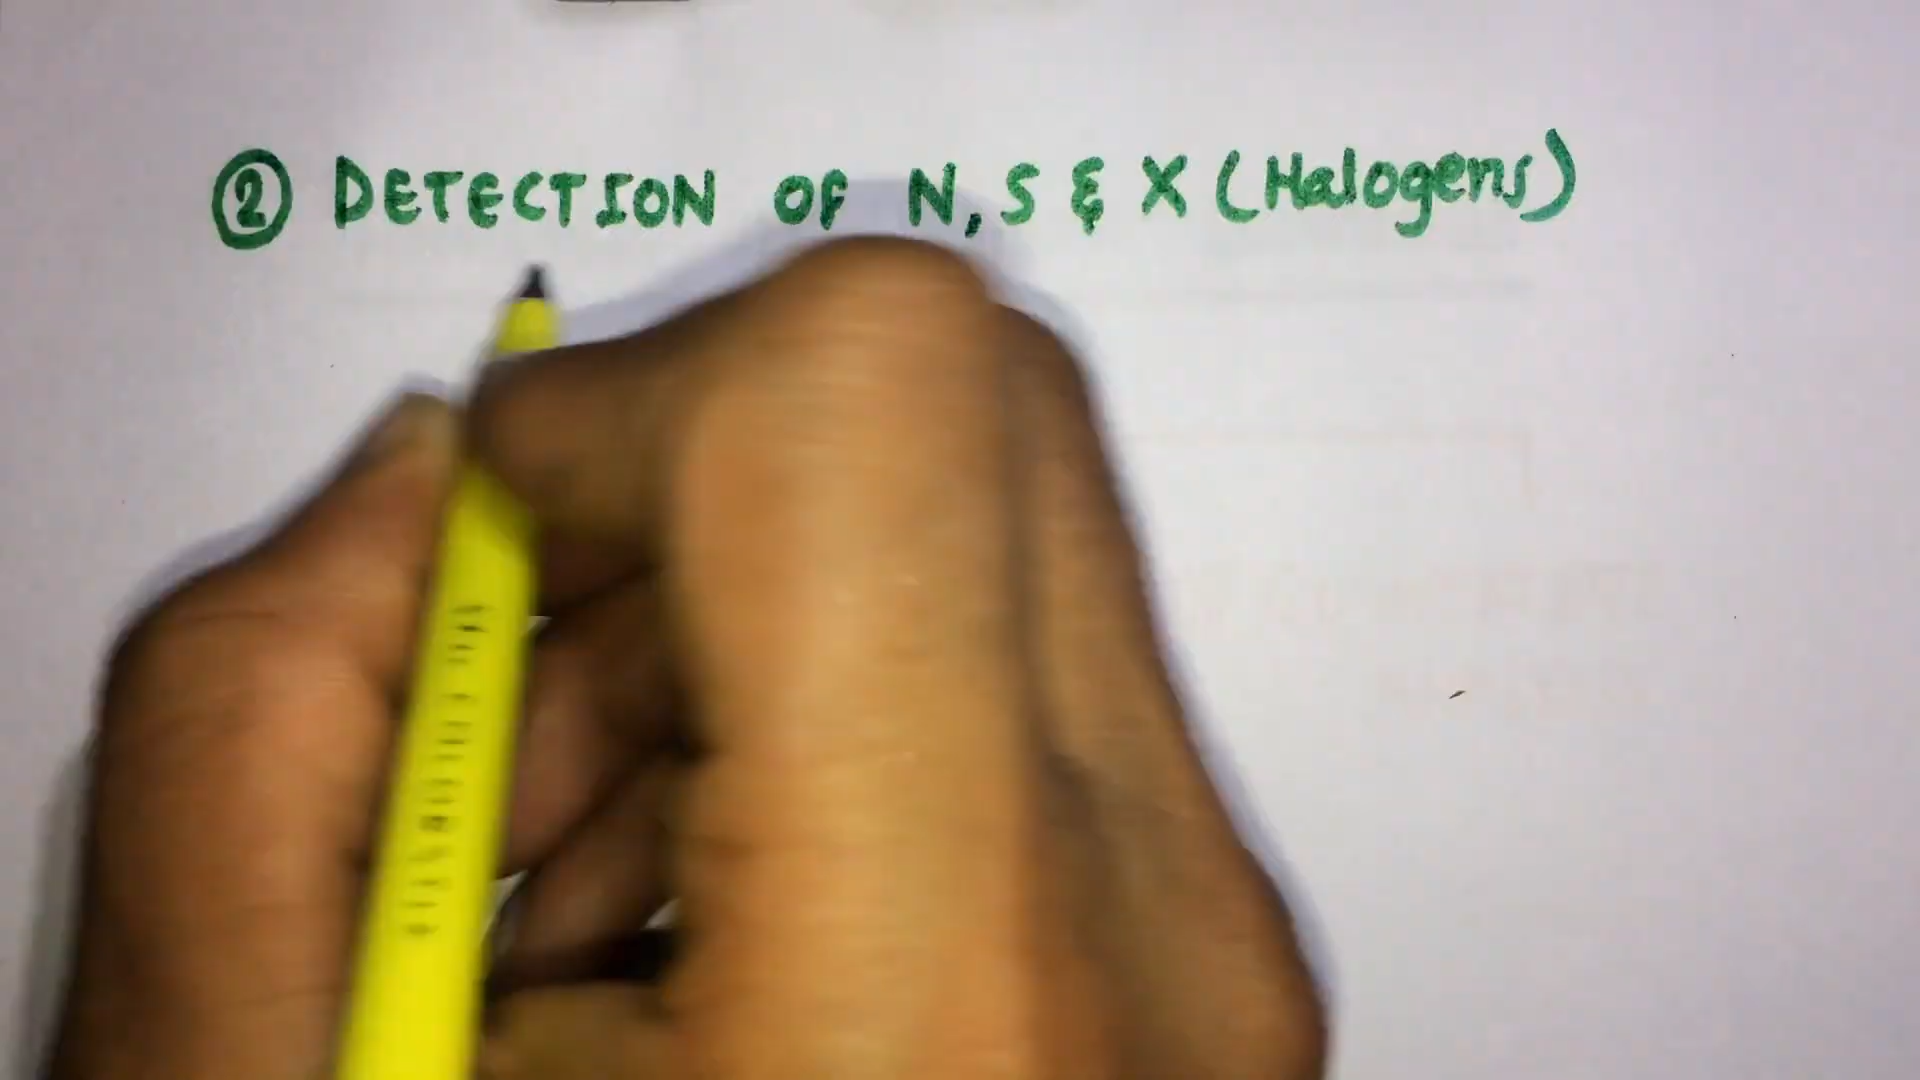 ② DETECTION OF N, S & X (Halogens)